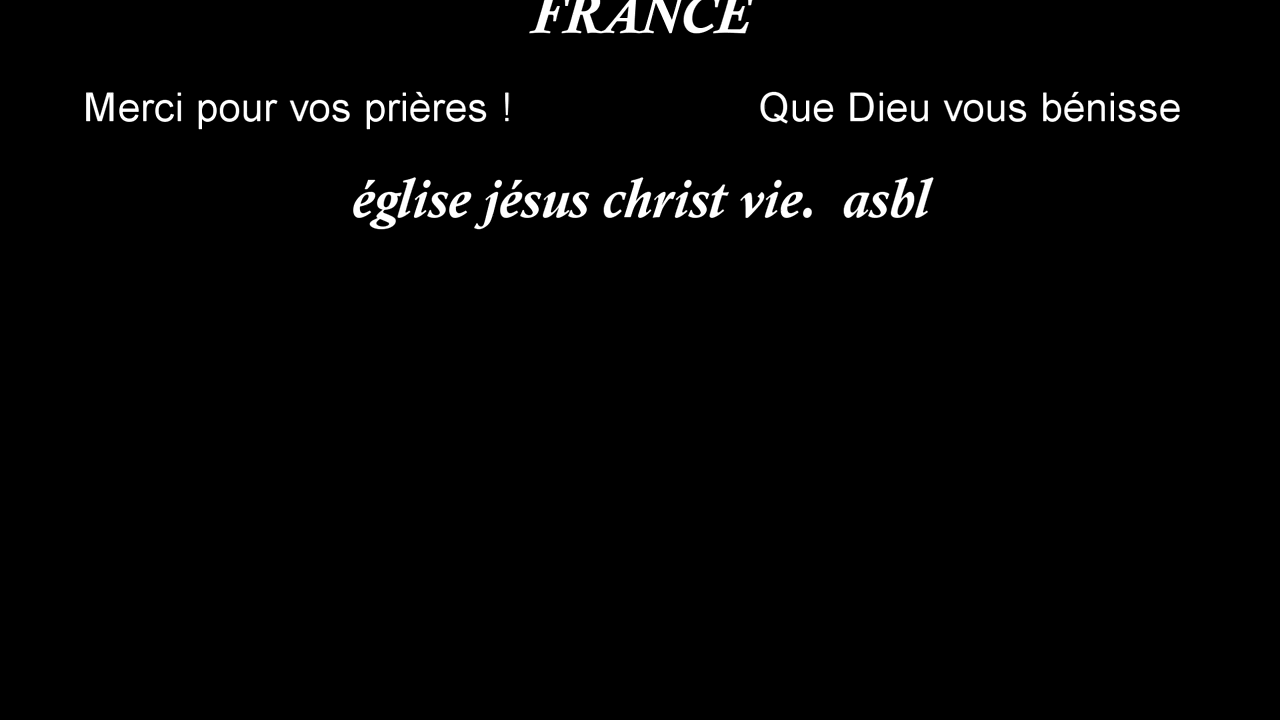 FRANCE
Merci pour vos prières ! Que Dieu vous bénisse
église jésus christ vie. asbl